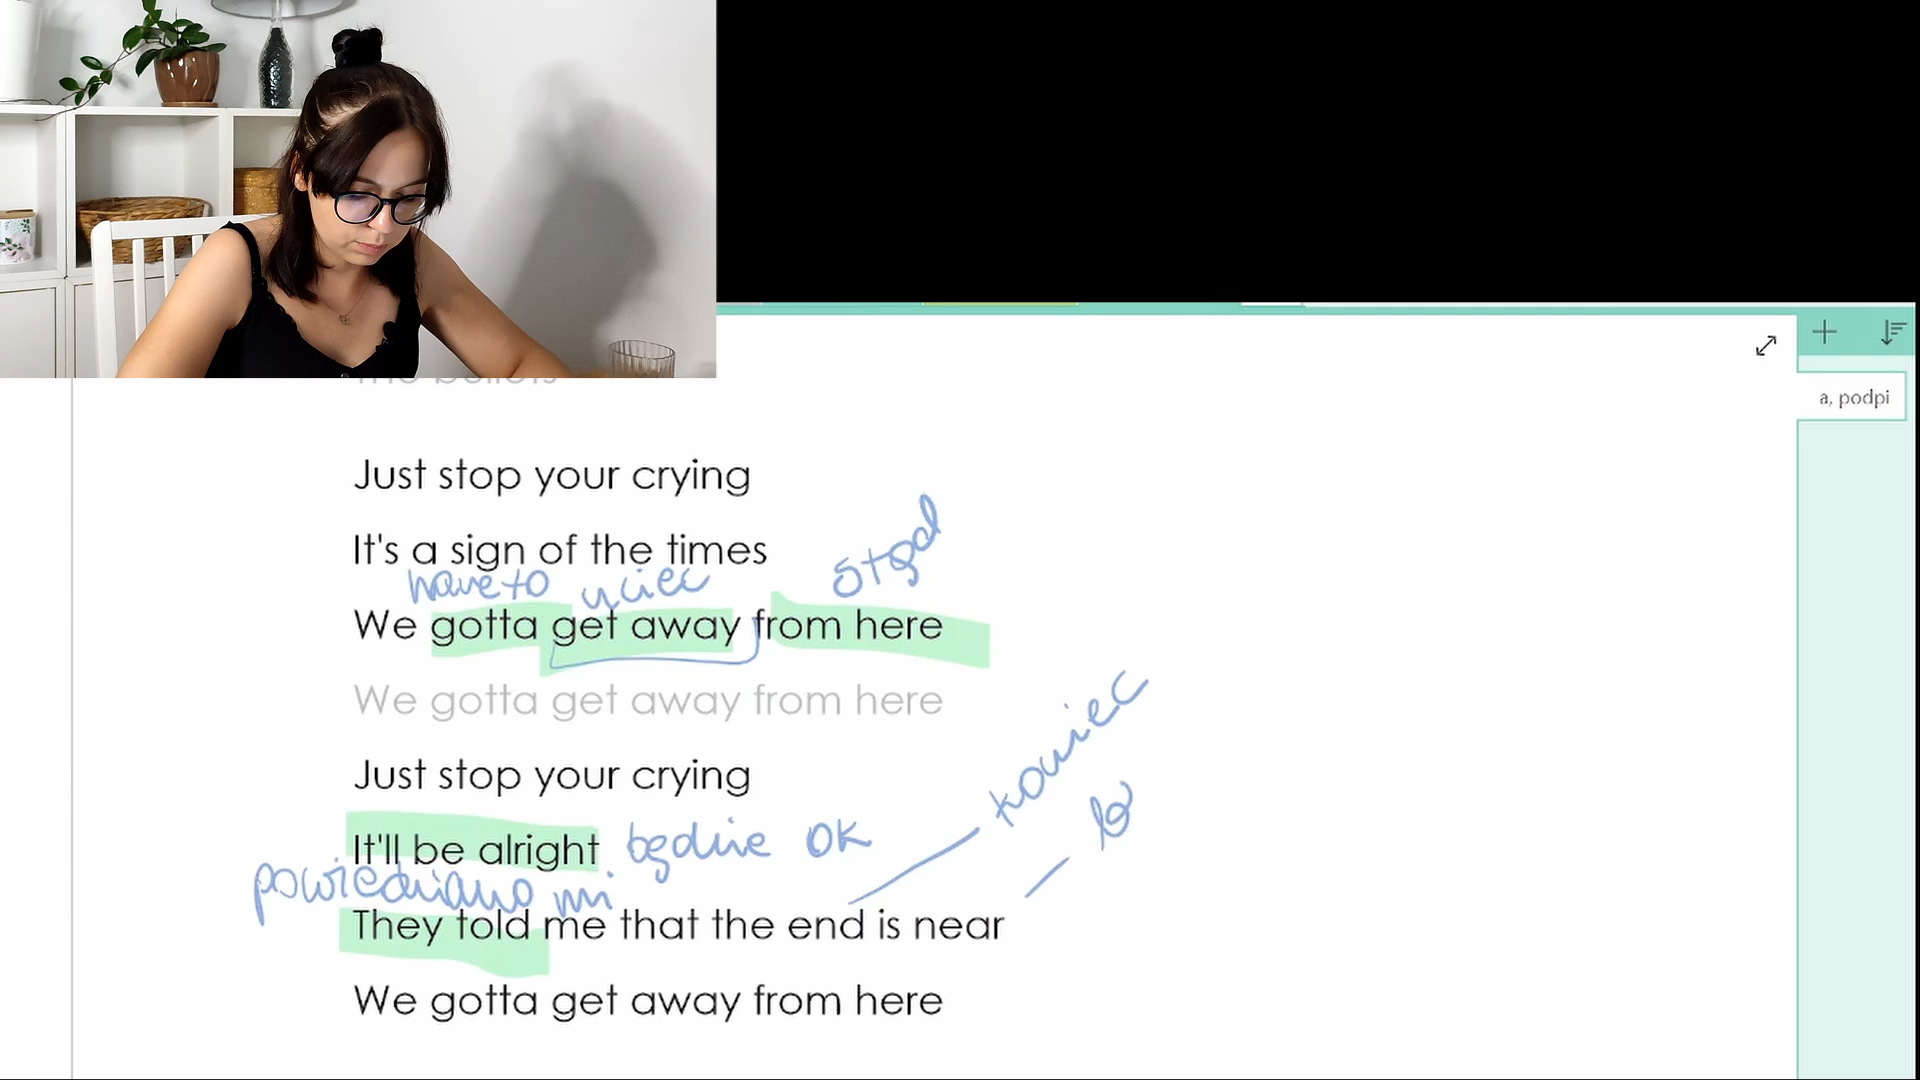 a, podpi
Just stop your crying
It's a sign of the times
have to uciec stąd
We gotta get away from here
We gotta get away from here
koniec
Just stop your crying
It'll be alright będzie OK
powiedziano mi
They told me that the end is near
We gotta get away from here